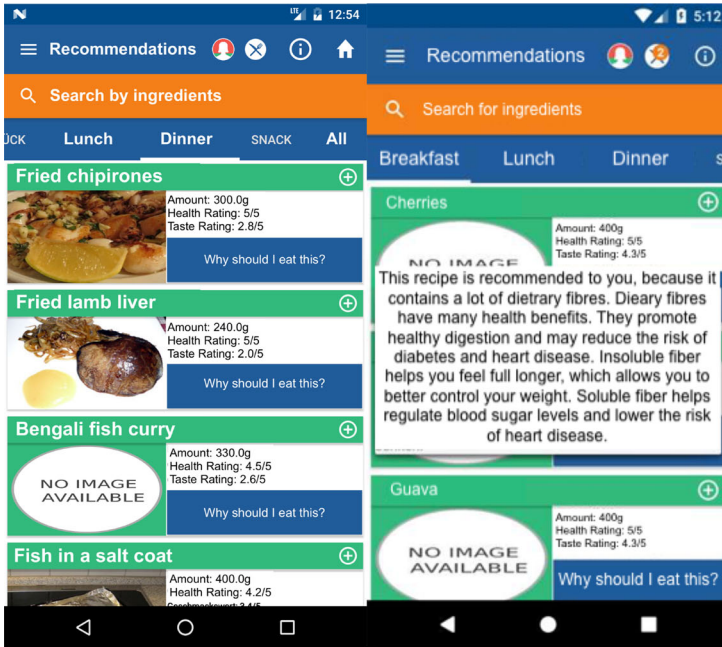 LTE 12:54
Recommendations
Search by ingredients
ÜCK Lunch Dinner SNACK All
Fried chipirones
Amount: 300.0g
Health Rating: 5/5
Taste Rating: 2.8/5
Why should I eat this?
Fried lamb liver
Amount: 240.0g
Health Rating: 5/5
Taste Rating: 2.0/5
Why should I eat this?
Bengali fish curry
NO IMAGE
AVAILABLE
Amount: 330.0g
Health Rating: 4.5/5
Taste Rating: 2.6/5
Why should I eat this?
Fish in a salt coat
Amount: 400.0g
Health Rating: 4.2/5
Geschmackswert: 3.4/5
5:12
Recommendations
2
Search for ingredients
Breakfast Lunch Dinner S
Cherries
NO IMAGE
Amount: 400g
Health Rating: 5/5
Taste Rating: 4.3/5
This recipe is recommended to you, because it
contains a lot of dietrary fibres. Dieary fibres
have many health benefits. They promote
healthy digestion and may reduce the risk of
diabetes and heart disease. Insoluble fiber
helps you feel full longer, which allows you to
better control your weight. Soluble fiber helps
regulate blood sugar levels and lower the risk
of heart disease.
Guava
NO IMAGE
AVAILABLE
Amount: 400g
Health Rating: 5/5
Taste Rating: 4.3/5
Why should I eat this?